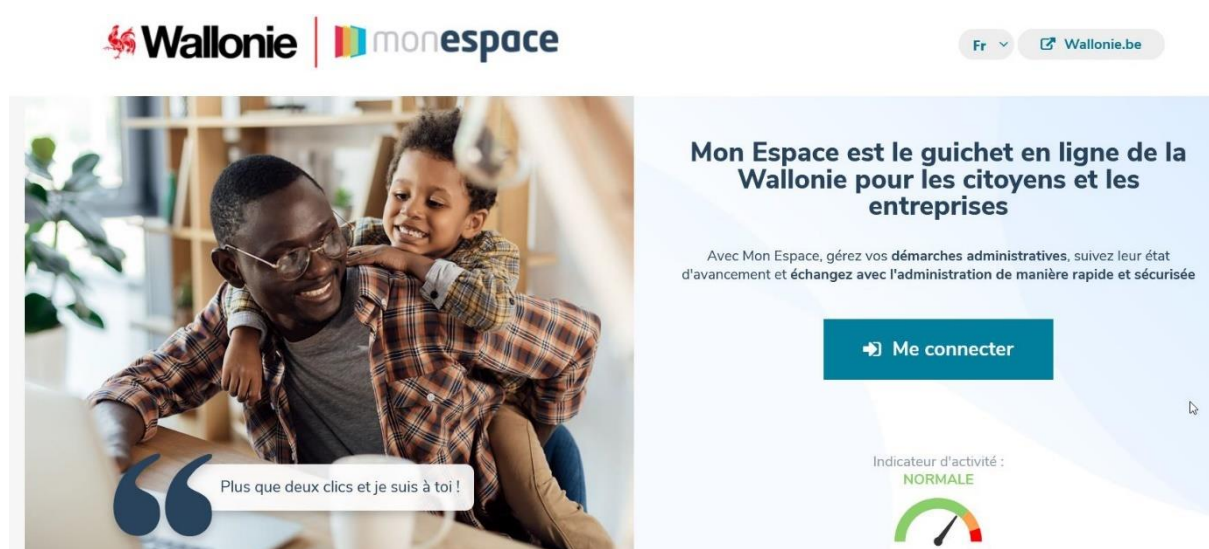 Wallonie
monespace
Fr
Wallonie.be
Mon Espace est le guichet en ligne de la
Wallonie pour les citoyens et les
entreprises
Avec Mon Espace, gérez vos démarches administratives, suivez leur état
d'avancement et échangez avec l'administration de manière rapide et sécurisée
Me connecter
Indicateur d'activité :
NORMALE
Plus que deux clics et je suis à toi !